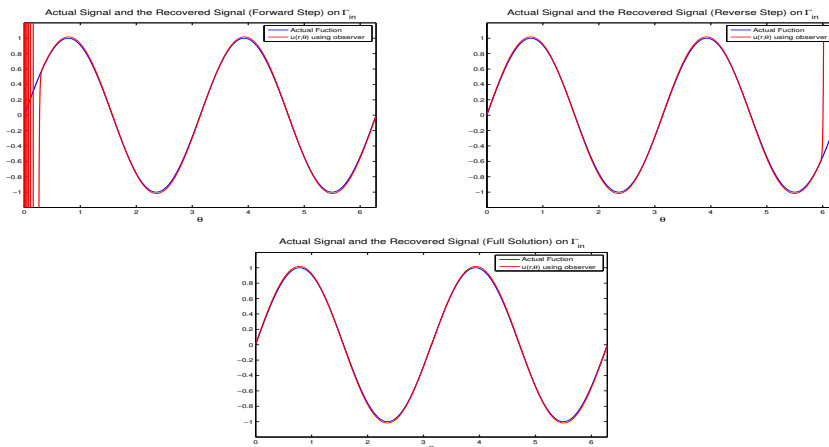 Actual Signal and the Recovered Signal (Forward Step) on Γin
Actual Fuction
u(r,θ) using observer
1
0.8
0.6
0.4
0.2
0
−0.2
−0.4
−0.6
−0.8
−1
0 1 2 3 4 5 6
θ
Actual Signal and the Recovered Signal (Reverse Step) on Γin
Actual Fuction
u(r,θ) using observer
1
0.8
0.6
0.4
0.2
0
−0.2
−0.4
−0.6
−0.8
−1
0 1 2 3 4 5 6
θ
Actual Signal and the Recovered Signal (Full Solution) on Γin
Actual Fuction
u(r,θ) using observer
1
0.8
0.6
0.4
0.2
0
−0.2
−0.4
−0.6
−0.8
−1
0 1 2 3 4 5 6